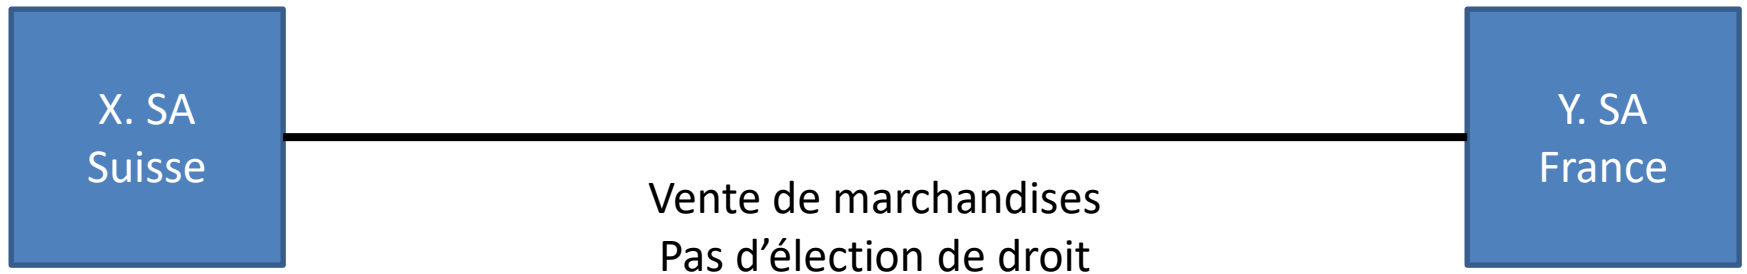 X. SA
Suisse
Y. SA
France
Vente de marchandises
Pas d’élection de droit